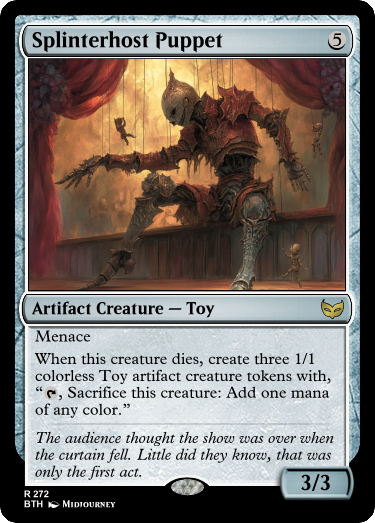 Splinterhost Puppet 5
Artifact Creature — Toy
Menace
When this creature dies, create three 1/1
colorless Toy artifact creature tokens with,
“, Sacrifice this creature: Add one mana
of any color.”
The audience thought the show was over when
the curtain fell. Little did they know, that was
only the first act.
3/3
R 272
BTH Midjourney